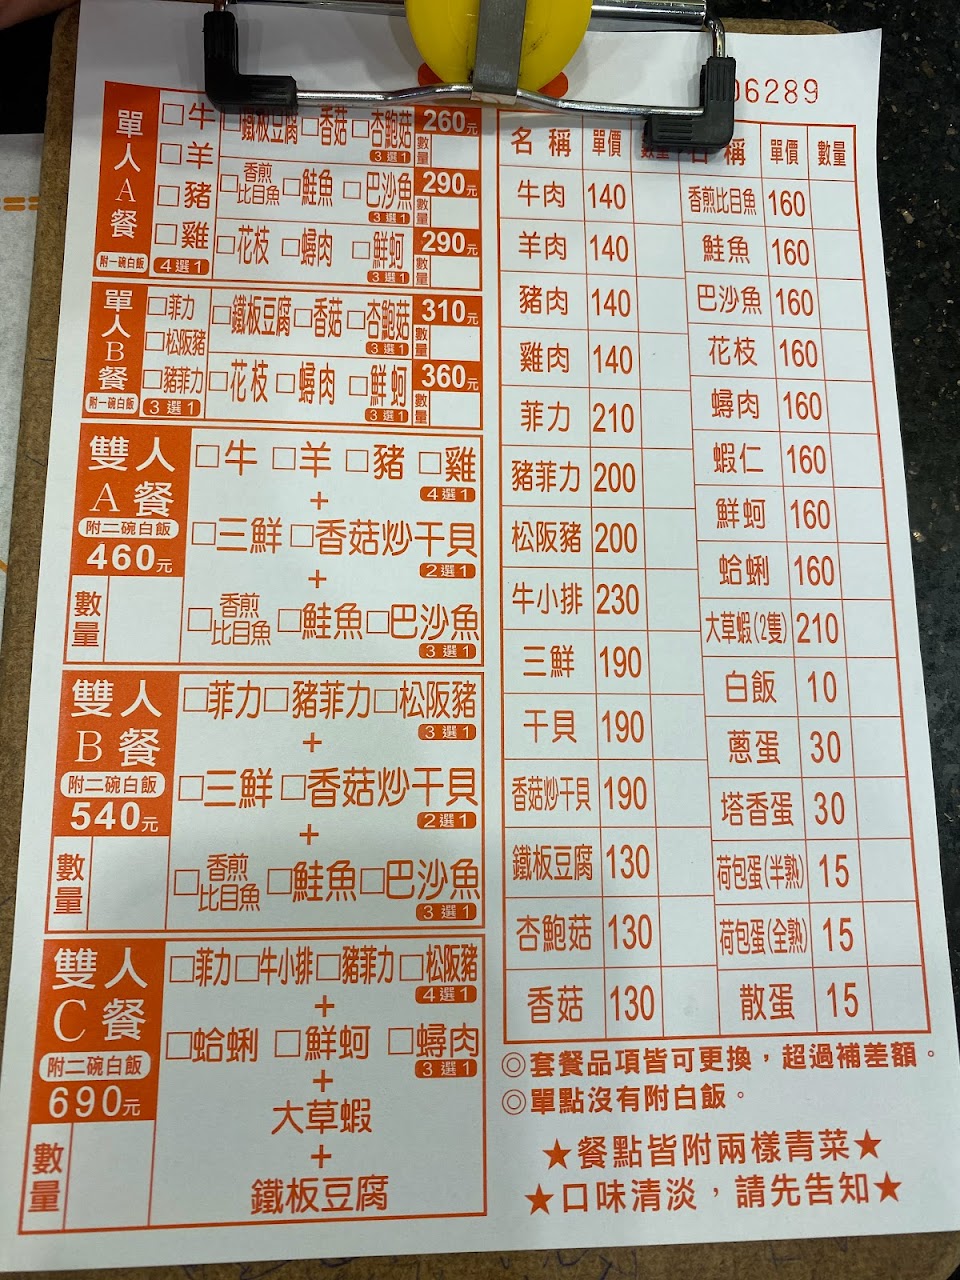 06289
單人A餐
附一碗白飯
□牛
□羊
□豬
□雞
4選1
□鐵板豆腐 □香菇 □杏鮑菇
3選1
260元
數量
□香煎比目魚 □鮭魚 □巴沙魚
3選1
290元
數量
□花枝 □蟳肉 □鮮蚵
3選1
290元
數量
單人B餐
附一碗白飯
□菲力
□松阪豬
□豬菲力
3選1
□鐵板豆腐 □香菇 □杏鮑菇
3選1
310元
數量
□花枝 □蟳肉 □鮮蚵
3選1
360元
數量
雙人A餐
附二碗白飯
460元
數量
□牛 □羊 □豬 □雞
4選1
+
□三鮮 □香菇炒干貝
2選1
+
□香煎比目魚 □鮭魚 □巴沙魚
3選1
雙人B餐
附二碗白飯
540元
數量
□菲力 □豬菲力 □松阪豬
3選1
+
□三鮮 □香菇炒干貝
2選1
+
□香煎比目魚 □鮭魚 □巴沙魚
3選1
雙人C餐
附二碗白飯
690元
數量
□菲力 □牛小排 □豬菲力 □松阪豬
4選1
+
□蛤蜊 □鮮蚵 □蟳肉
3選1
+
大草蝦
+
鐵板豆腐
名稱 單價 數量
牛肉 140
羊肉 140
豬肉 140
雞肉 140
菲力 210
豬菲力 200
松阪豬 200
牛小排 230
三鮮 190
干貝 190
香菇炒干貝 190
鐵板豆腐 130
杏鮑菇 130
香菇 130
名稱 單價 數量
香煎比目魚 160
鮭魚 160
巴沙魚 160
花枝 160
蟳肉 160
蝦仁 160
鮮蚵 160
蛤蜊 160
大草蝦(2隻) 210
白飯 10
蔥蛋 30
塔香蛋 30
荷包蛋(半熟) 15
荷包蛋(全熟) 15
散蛋 15
◎套餐品項皆可更換，超過補差額。
◎單點沒有附白飯。
★餐點皆附兩樣青菜★
★口味清淡，請先告知★